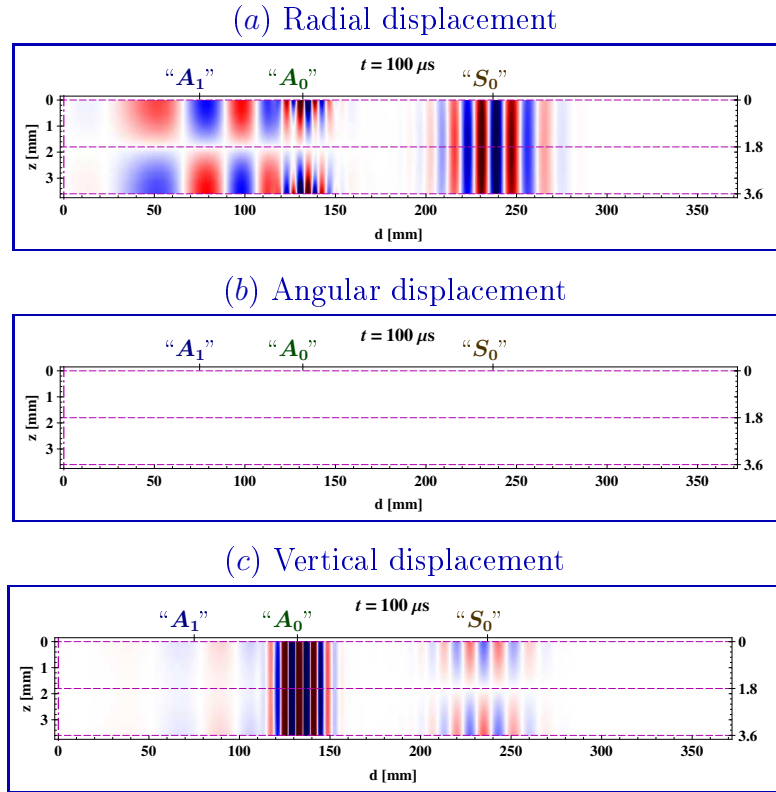 (a) Radial displacement
t = 100 μs
“A₁” “A₀” “S₀”
0 1 2 3
z [mm]
0 1.8 3.6
0 50 100 150 200 250 300 350
d [mm]
(b) Angular displacement
t = 100 μs
“A₁” “A₀” “S₀”
0 1 2 3
z [mm]
0 1.8 3.6
0 50 100 150 200 250 300 350
d [mm]
(c) Vertical displacement
t = 100 μs
“A₁” “A₀” “S₀”
0 1 2 3
z [mm]
0 1.8 3.6
0 50 100 150 200 250 300 350
d [mm]